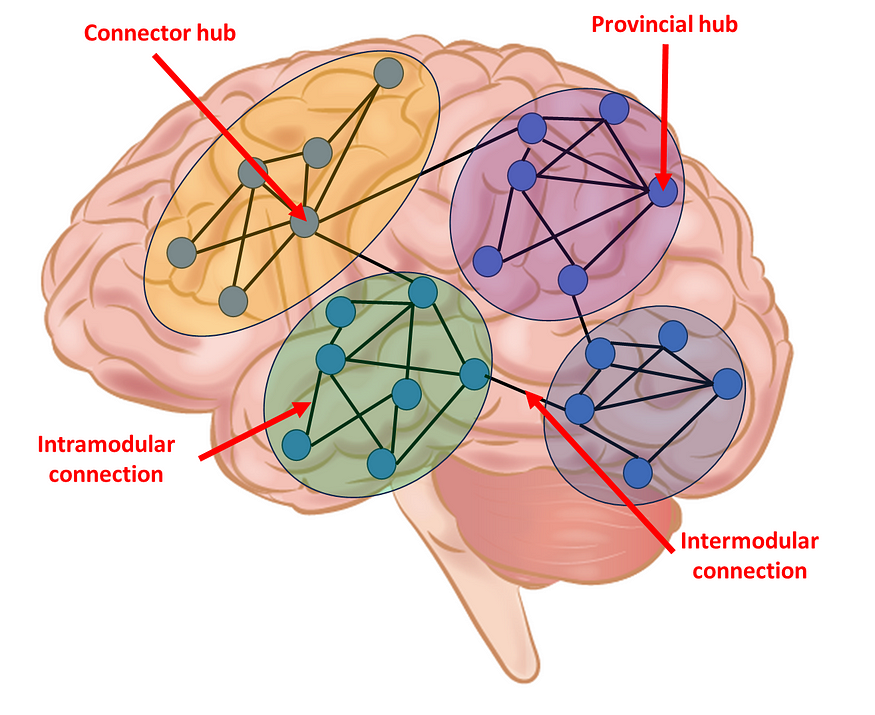 Connector hub
Provincial hub
Intramodular
connection
Intermodular
connection